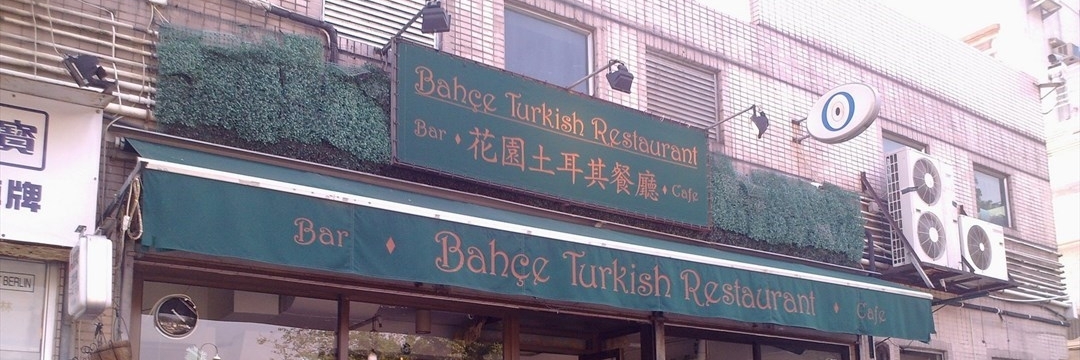 Bahçe Turkish Restaurant
Bar ♦ 花園土耳其餐廳 ♦ Cafe
Bar ♦ Bahçe Turkish Restaurant ♦ Cafe
寶
牌
BERLIN